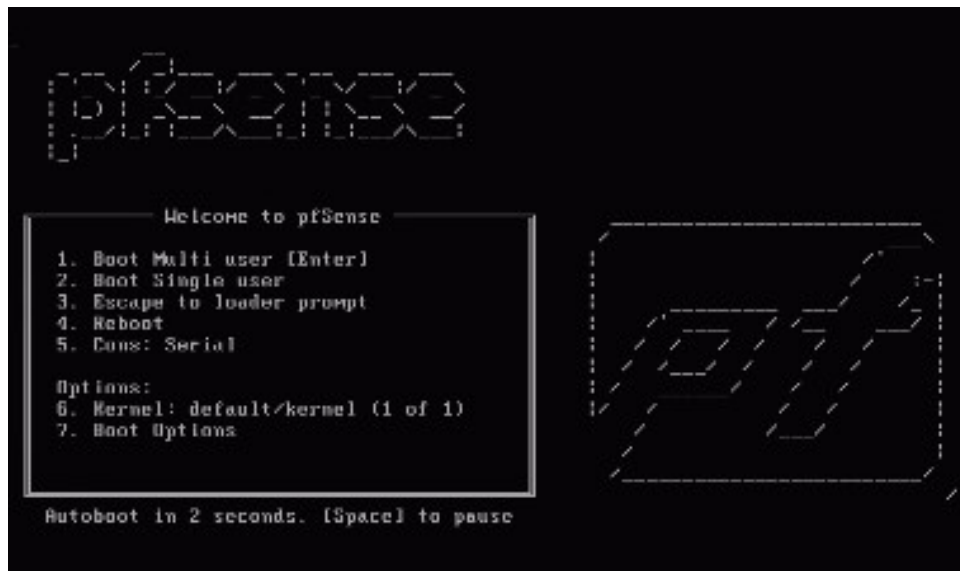 pfsense
Welcome to pfSense
1. Boot Multi user [Enter]
2. Boot Single user
3. Escape to loader prompt
4. Reboot
5. Cons: Serial
Options:
6. Kernel: default/kernel (1 of 1)
7. Boot Options
Autoboot in 2 seconds. [Space] to pause
pf